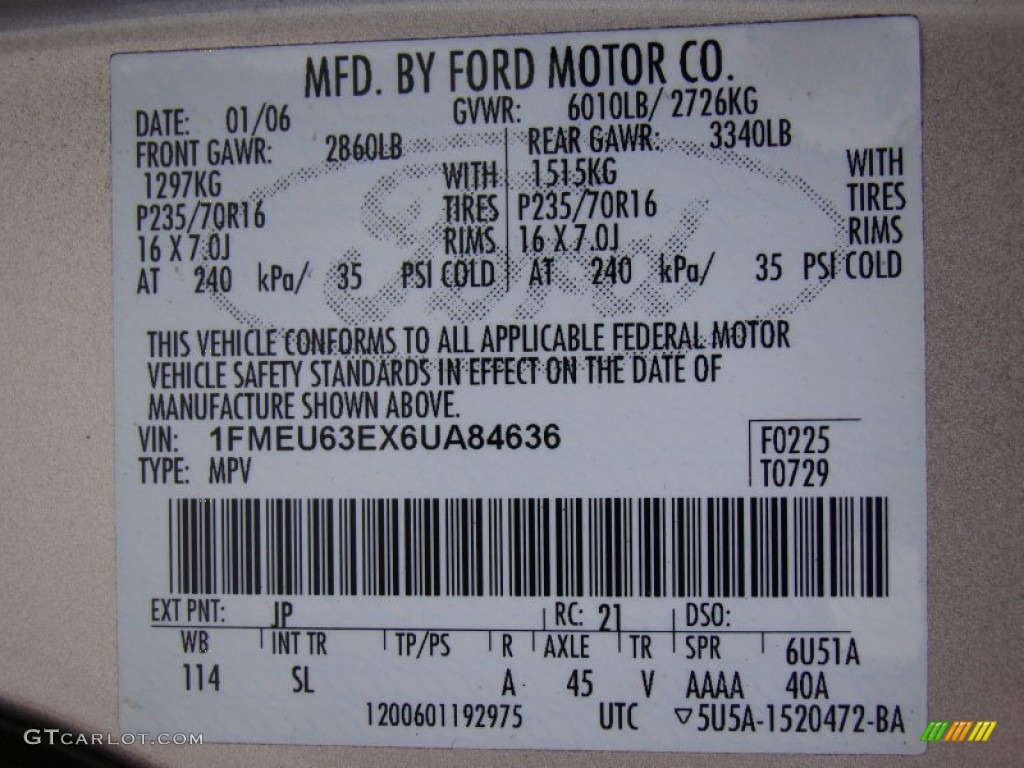 MFD. BY FORD MOTOR CO.
DATE: 01/06 GVWR: 6010LB/ 2726KG
FRONT GAWR: 2860LB REAR GAWR: 3340LB
1297KG WITH 1515KG WITH
P235/70R16 TIRES P235/70R16 TIRES
16 X 7.0J RIMS 16 X 7.0J RIMS
AT 240 kPa/ 35 PSI COLD AT 240 kPa/ 35 PSI COLD
Ford
THIS VEHICLE CONFORMS TO ALL APPLICABLE FEDERAL MOTOR
VEHICLE SAFETY STANDARDS IN EFFECT ON THE DATE OF
MANUFACTURE SHOWN ABOVE.
VIN: 1FMEU63EX6UA84636 F0225
TYPE: MPV T0729
EXT PNT: JP RC: 21 DSO:
WB INT TR TP/PS R AXLE TR SPR 6U51A
114 SL A 45 V AAAA 40A
1200601192975 UTC ▽5U5A-1520472-BA
GTCARLOT.COM